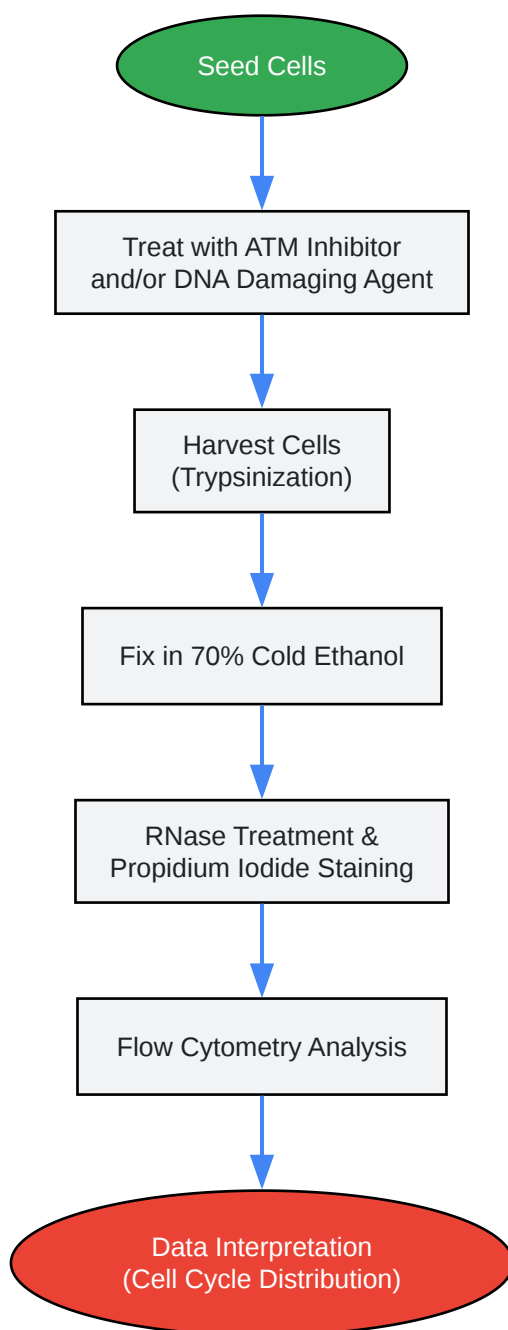 Seed Cells
Treat with ATM Inhibitor
and/or DNA Damaging Agent
Harvest Cells
(Trypsinization)
Fix in 70% Cold Ethanol
RNase Treatment &
Propidium Iodide Staining
Flow Cytometry Analysis
Data Interpretation
(Cell Cycle Distribution)